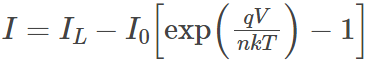 I = I_L − I_0[exp(qV/nkT) − 1]